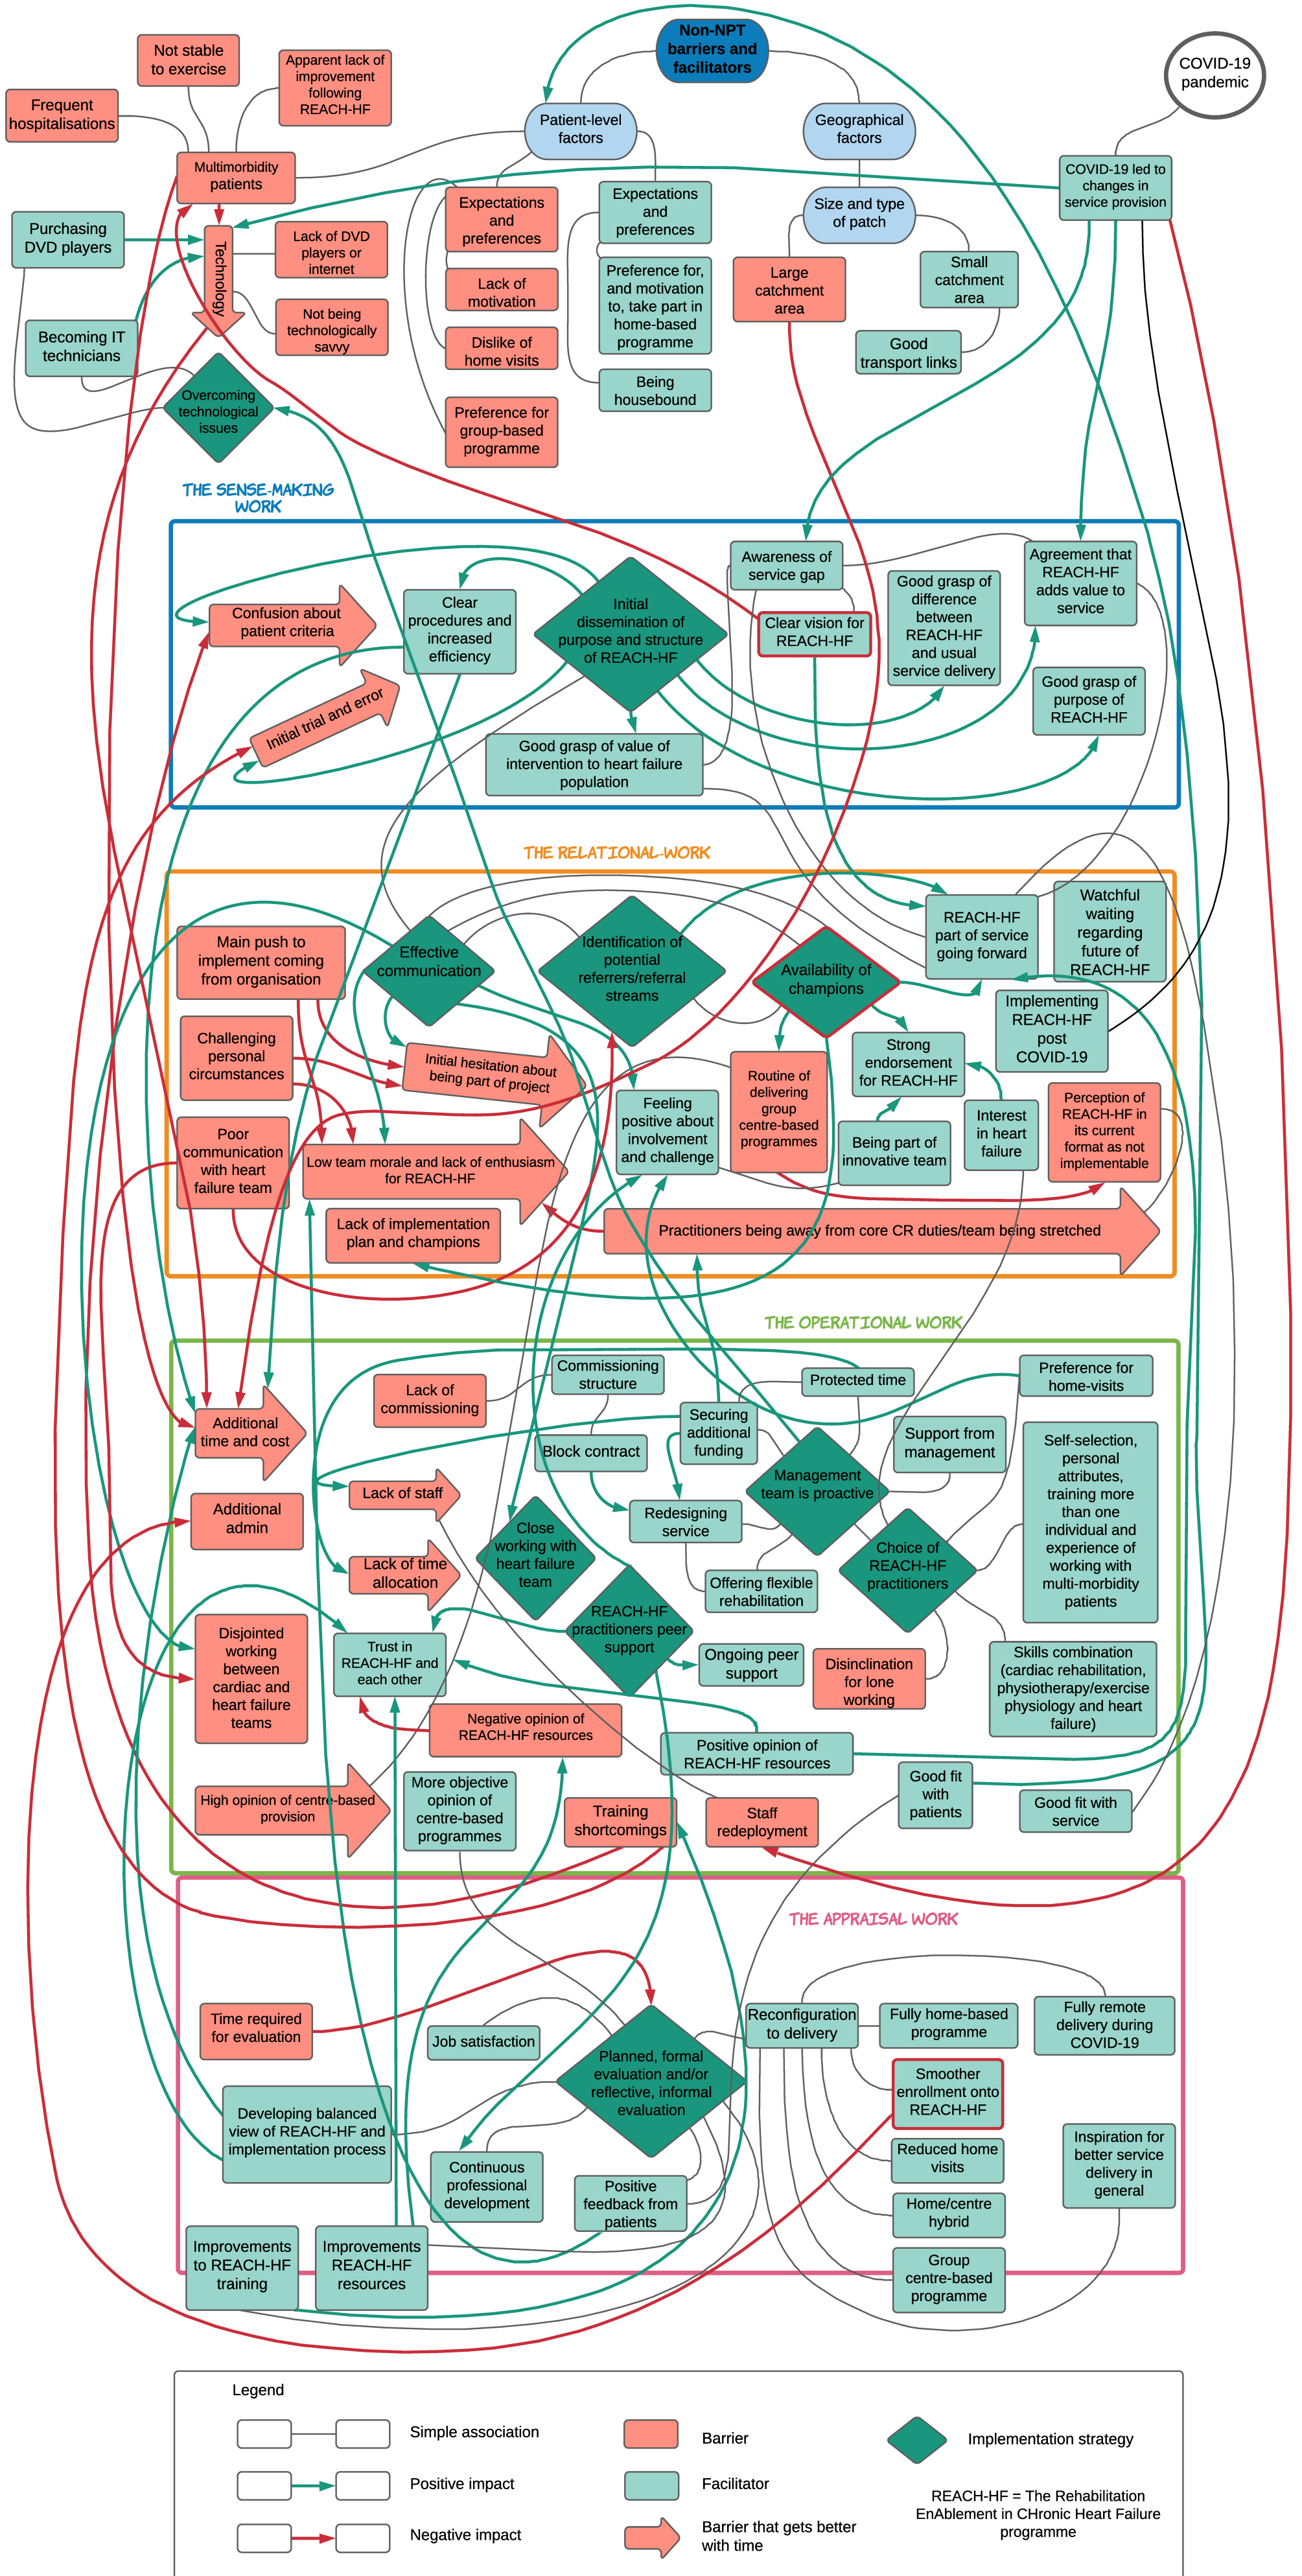 Non-NPT
barriers and
facilitators
COVID-19
pandemic
Not stable
to exercise
Apparent lack of
improvement
following
REACH-HF
Frequent
hospitalisations
Patient-level
factors
Geographical
factors
Multimorbidity
patients
COVID-19 led to
changes in
service provision
Expectations
and
preferences
Expectations
and
preferences
Size and type
of patch
Purchasing
DVD players
Technology
Lack of DVD
players or
internet
Lack of
motivation
Preference for,
and motivation
to, take part in
home-based
programme
Large
catchment
area
Small
catchment
area
Becoming IT
technicians
Not being
technologically
savvy
Dislike of
home visits
Good
transport links
Being
housebound
Overcoming
technological
issues
Preference for
group-based
programme
THE SENSE-MAKING
WORK
Confusion about
patient criteria
Clear
procedures and
increased
efficiency
Initial
dissemination of
purpose and structure
of REACH-HF
Awareness of
service gap
Agreement that
REACH-HF
adds value to
service
Good grasp of
difference
between
REACH-HF
and usual
service delivery
Clear vision for
REACH-HF
Initial trial and error
Good grasp of
purpose of
REACH-HF
Good grasp of value of
intervention to heart failure
population
THE RELATIONAL-WORK
Main push to
implement coming
from organisation
Effective
communication
Identification of
potential
referrers/referral
streams
Availability of
champions
REACH-HF
part of service
going forward
Watchful
waiting
regarding
future of
REACH-HF
Implementing
REACH-HF
post
COVID-19
Challenging
personal
circumstances
Initial hesitation about
being part of project
Strong
endorsement
for REACH-HF
Routine of
delivering
group
centre-based
programmes
Feeling
positive about
involvement
and challenge
Interest
in heart
failure
Perception of
REACH-HF in
its current
format as not
implementable
Poor
communication
with heart
failure team
Being part of
innovative team
Low team morale and lack of enthusiasm
for REACH-HF
Lack of implementation
plan and champions
Practitioners being away from core CR duties/team being stretched
THE OPERATIONAL WORK
Commissioning
structure
Lack of
commissioning
Protected time
Preference for
home-visits
Additional
time and cost
Securing
additional
funding
Block contract
Support from
management
Self-selection,
personal
attributes,
training more
than one
individual and
experience of
working with
multi-morbidity
patients
Lack of staff
Management
team is proactive
Additional
admin
Redesigning
service
Close
working with
heart failure
team
Choice of
REACH-HF
practitioners
Lack of time
allocation
Offering flexible
rehabilitation
REACH-HF
practitioners peer
support
Disjointed
working
between
cardiac and
heart failure
teams
Trust in
REACH-HF and
each other
Ongoing peer
support
Disinclination
for lone
working
Skills combination
(cardiac rehabilitation,
physiotherapy/exercise
physiology and heart
failure)
Negative opinion of
REACH-HF resources
Positive opinion of
REACH-HF resources
High opinion of centre-based
provision
More objective
opinion of
centre-based
programmes
Training
shortcomings
Staff
redeployment
Good fit
with
patients
Good fit with
service
THE APPRAISAL WORK
Time required
for evaluation
Job satisfaction
Planned, formal
evaluation and/or
reflective, informal
evaluation
Reconfiguration
to delivery
Fully home-based
programme
Fully remote
delivery during
COVID-19
Smoother
enrollment onto
REACH-HF
Developing balanced
view of REACH-HF and
implementation process
Reduced home
visits
Inspiration for
better service
delivery in
general
Continuous
professional
development
Positive
feedback from
patients
Home/centre
hybrid
Improvements
to REACH-HF
training
Improvements
REACH-HF
resources
Group
centre-based
programme
Legend
Simple association
Barrier
Implementation strategy
Positive impact
Facilitator
REACH-HF = The Rehabilitation
EnAblement in CHronic Heart Failure
programme
Negative impact
Barrier that gets better
with time